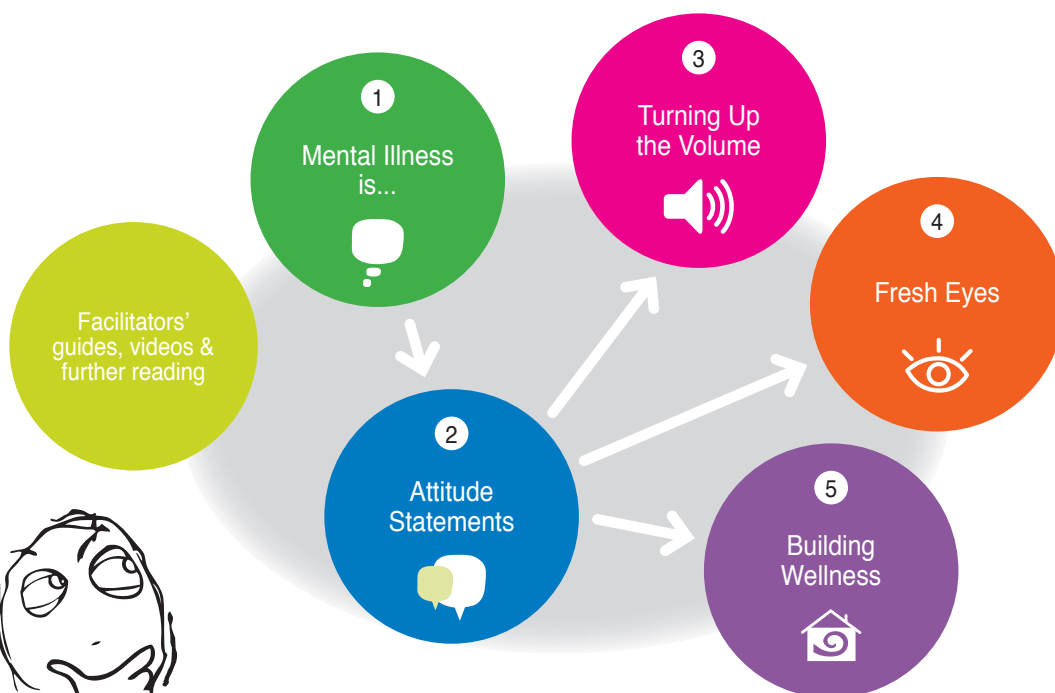 Facilitators’
guides, videos &
further reading
1
Mental Illness
is...
2
Attitude
Statements
3
Turning Up
the Volume
4
Fresh Eyes
5
Building
Wellness